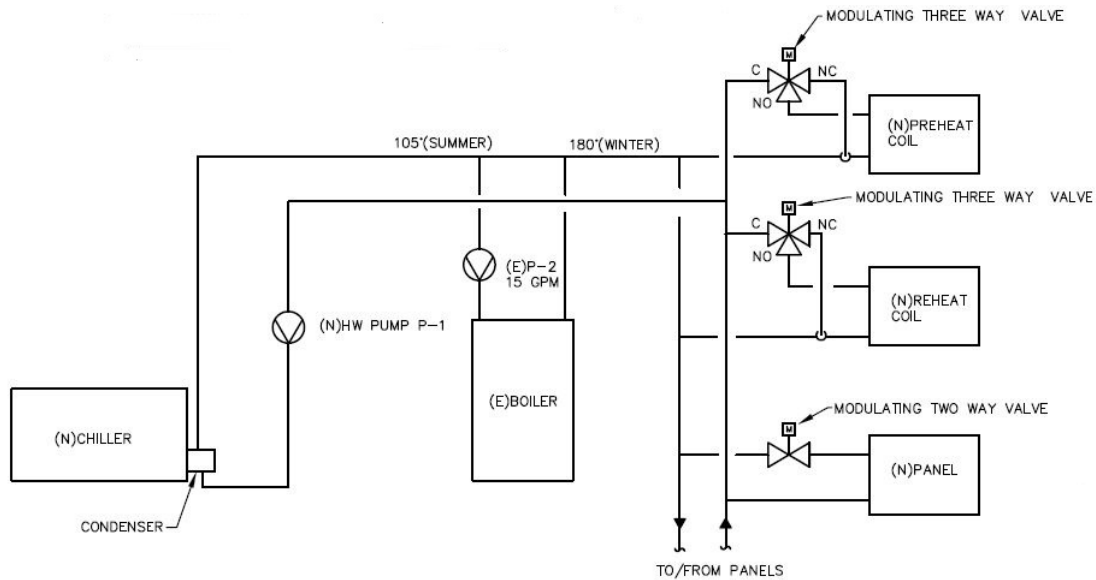 MODULATING THREE WAY VALVE
M
C
NC
NO
(N)PREHEAT
COIL
105°(SUMMER)
180°(WINTER)
MODULATING THREE WAY VALVE
M
C
NC
NO
(E)P-2
15 GPM
(N)REHEAT
COIL
(N)HW PUMP P-1
(E)BOILER
MODULATING TWO WAY VALVE
M
(N)CHILLER
(N)PANEL
CONDENSER
TO/FROM PANELS